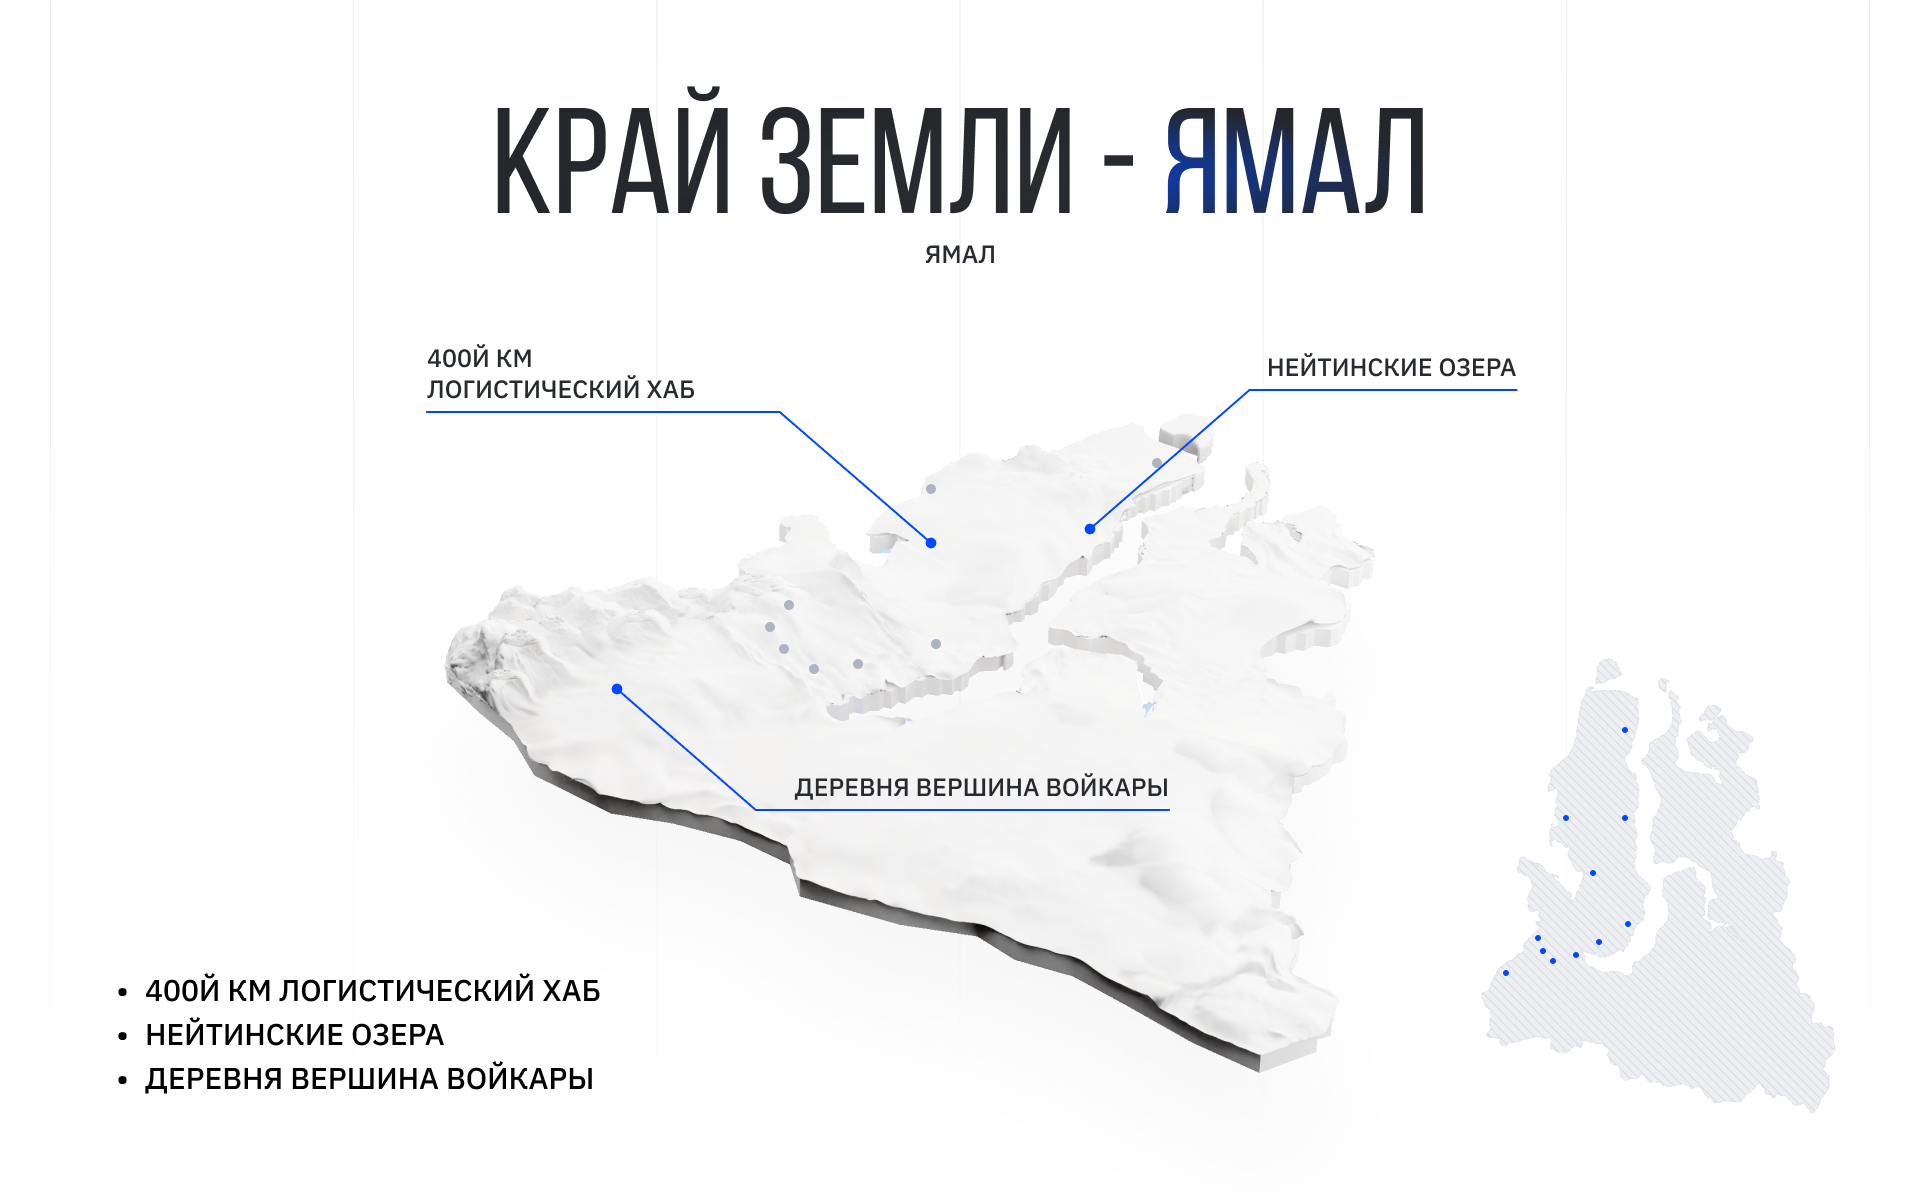 КРАЙ ЗЕМЛИ - ЯМАЛ
ЯМАЛ
400Й КМ
ЛОГИСТИЧЕСКИЙ ХАБ
НЕЙТИНСКИЕ ОЗЕРА
ДЕРЕВНЯ ВЕРШИНА ВОЙКАРЫ
• 400Й КМ ЛОГИСТИЧЕСКИЙ ХАБ
• НЕЙТИНСКИЕ ОЗЕРА
• ДЕРЕВНЯ ВЕРШИНА ВОЙКАРЫ